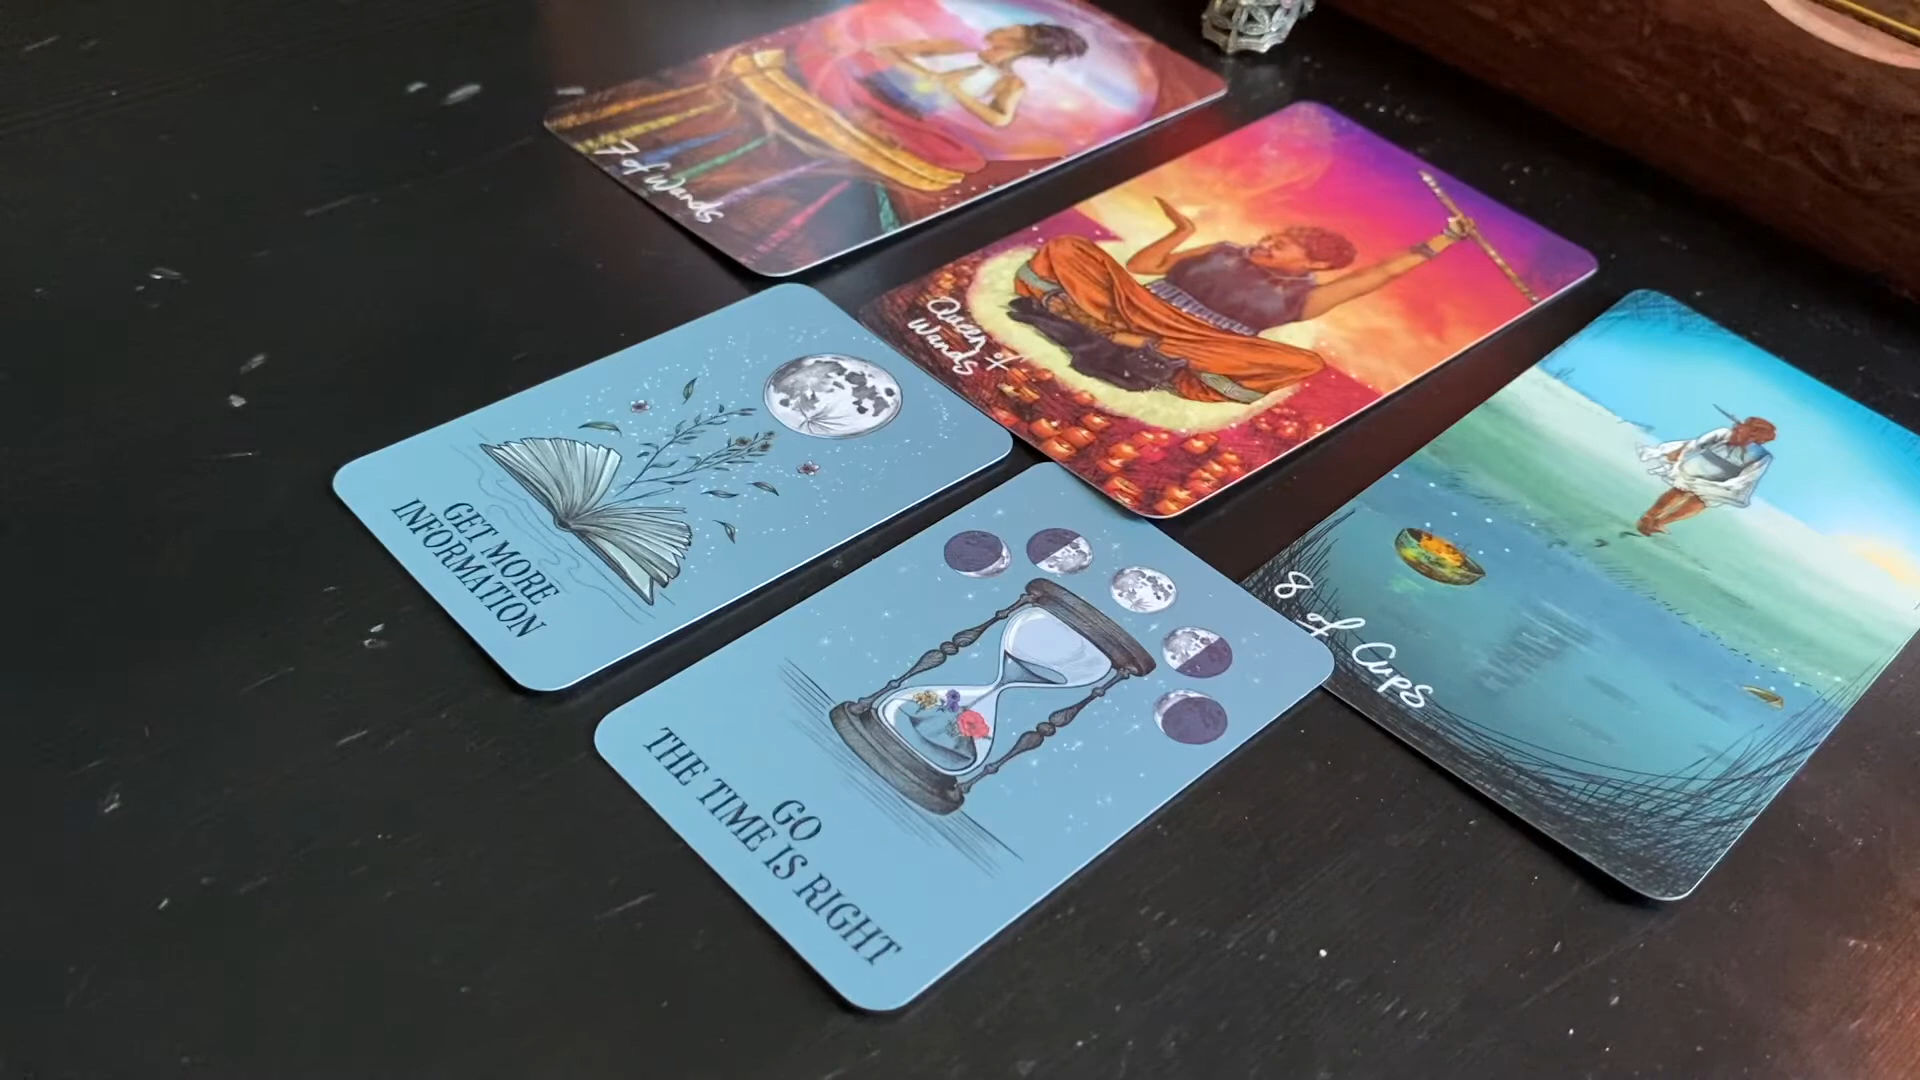 7 of Wands
Queen of
Wands
8 of Cups
GET MORE
INFORMATION
GO
THE TIME IS RIGHT